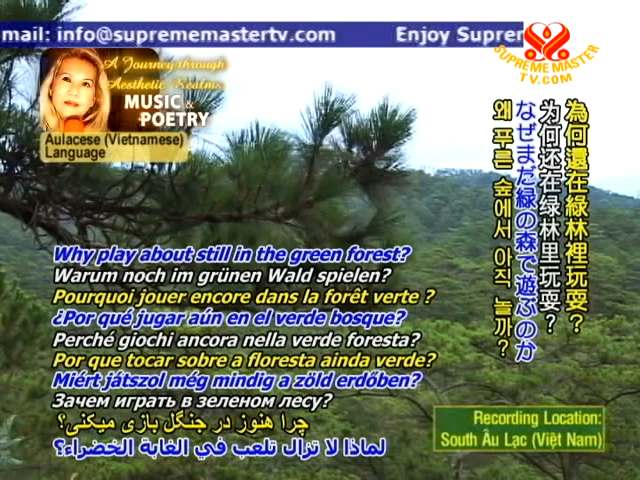 mail: info@suprememastertv.com
Enjoy Suprem
SUPREME MASTER
TV.COM
A Journey through
Aesthetic Realms
MUSIC &
POETRY
Aulacese (Vietnamese)
Language
為何還在綠林裡玩耍?
为何还在绿林里玩耍?
なぜまだ緑の森で遊ぶのか
왜 푸른 숲에서 아직 놀까?
Why play about still in the green forest?
Warum noch im grünen Wald spielen?
Pourquoi jouer encore dans la forêt verte ?
¿Por qué jugar aún en el verde bosque?
Perché giochi ancora nella verde foresta?
Por que tocar sobre a floresta ainda verde?
Miért játszol még mindig a zöld erdőben?
Зачем играть в зеленом лесу?
چرا هنوز در جنگل بازی میکنی؟
لماذا لا تزال تلعب في الغابة الخضراء؟
Recording Location:
South Âu Lạc (Việt Nam)